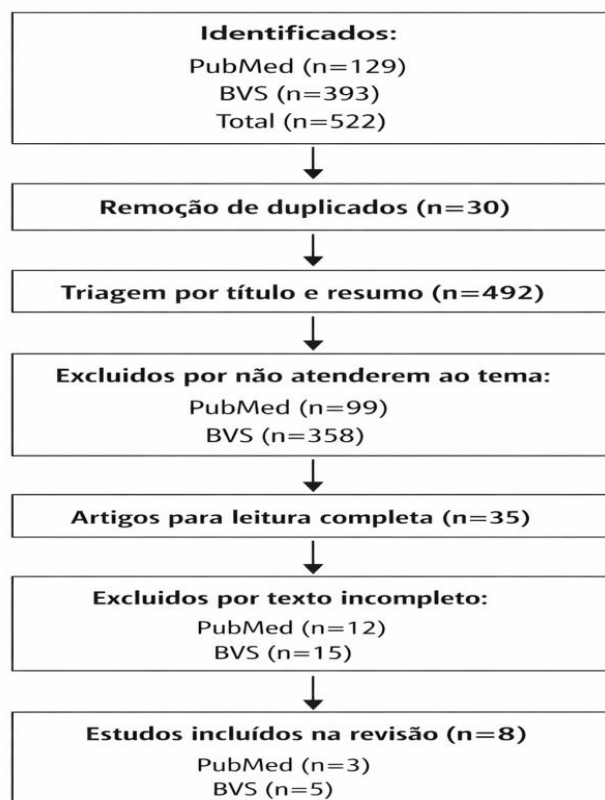 Identificados:
PubMed (n=129)
BVS (n=393)
Total (n=522)
Remoção de duplicados (n=30)
Triagem por título e resumo (n=492)
Excluidos por não atenderem ao tema:
PubMed (n=99)
BVS (n=358)
Artigos para leitura completa (n=35)
Excluidos por texto incompleto:
PubMed (n=12)
BVS (n=15)
Estudos incluídos na revisão (n=8)
PubMed (n=3)
BVS (n=5)